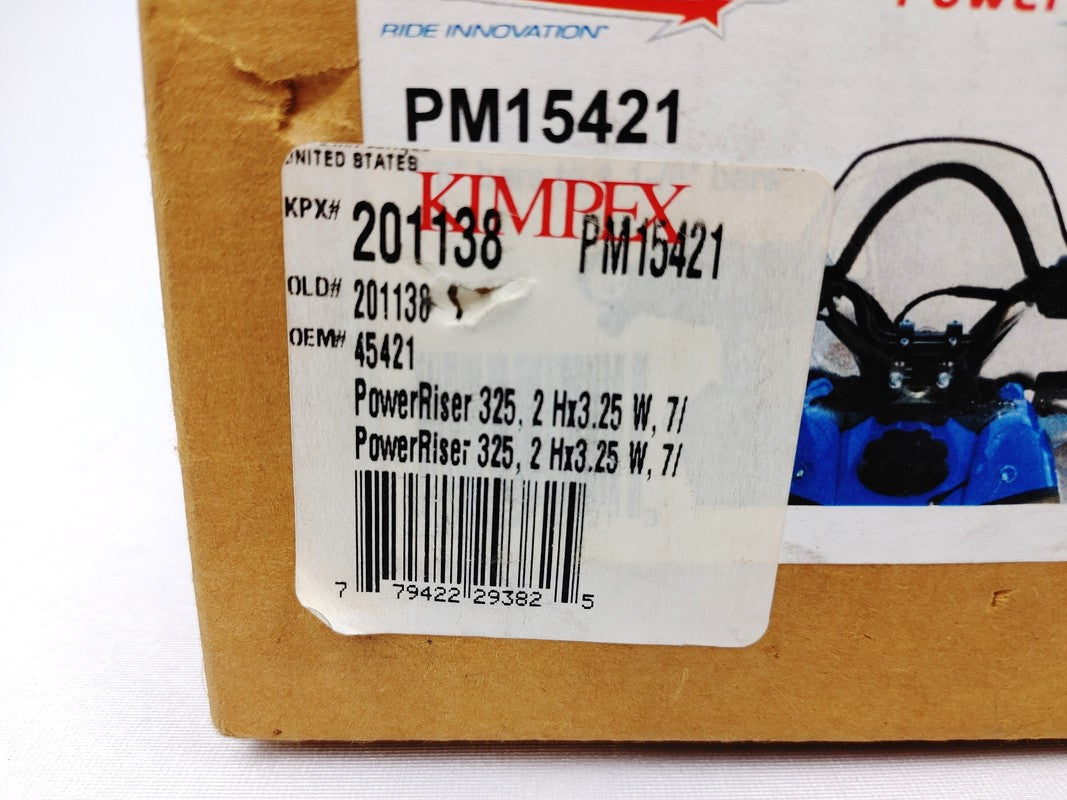 RIDE INNOVATION
POWER
PM15421
UNITED STATES
KIMPEX
KPX# 201138 PM15421
OLD# 201138
OEM# 45421
PowerRiser 325, 2 Hx3.25 W, 7/
PowerRiser 325, 2 Hx3.25 W, 7/
7 79422 29382 5